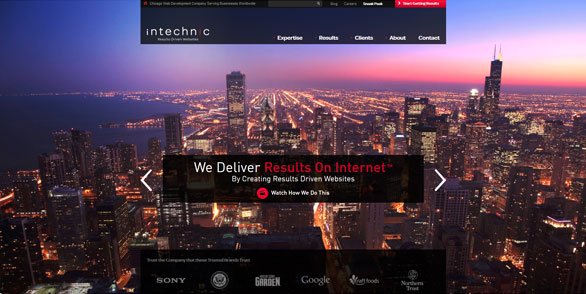 Chicago Web Development Company Serving Businesses Worldwide
Blog Careers Sneak Peek Start Getting Results
intechnic
Results Driven Websites
Expertise Results Clients About Contact
We Deliver Results On Internet™
By Creating Results Driven Websites
Watch How We Do This
Trust the Company that these Trusted Brands Trust
SONY GARDEN Google Kraft foods Northern
Trust